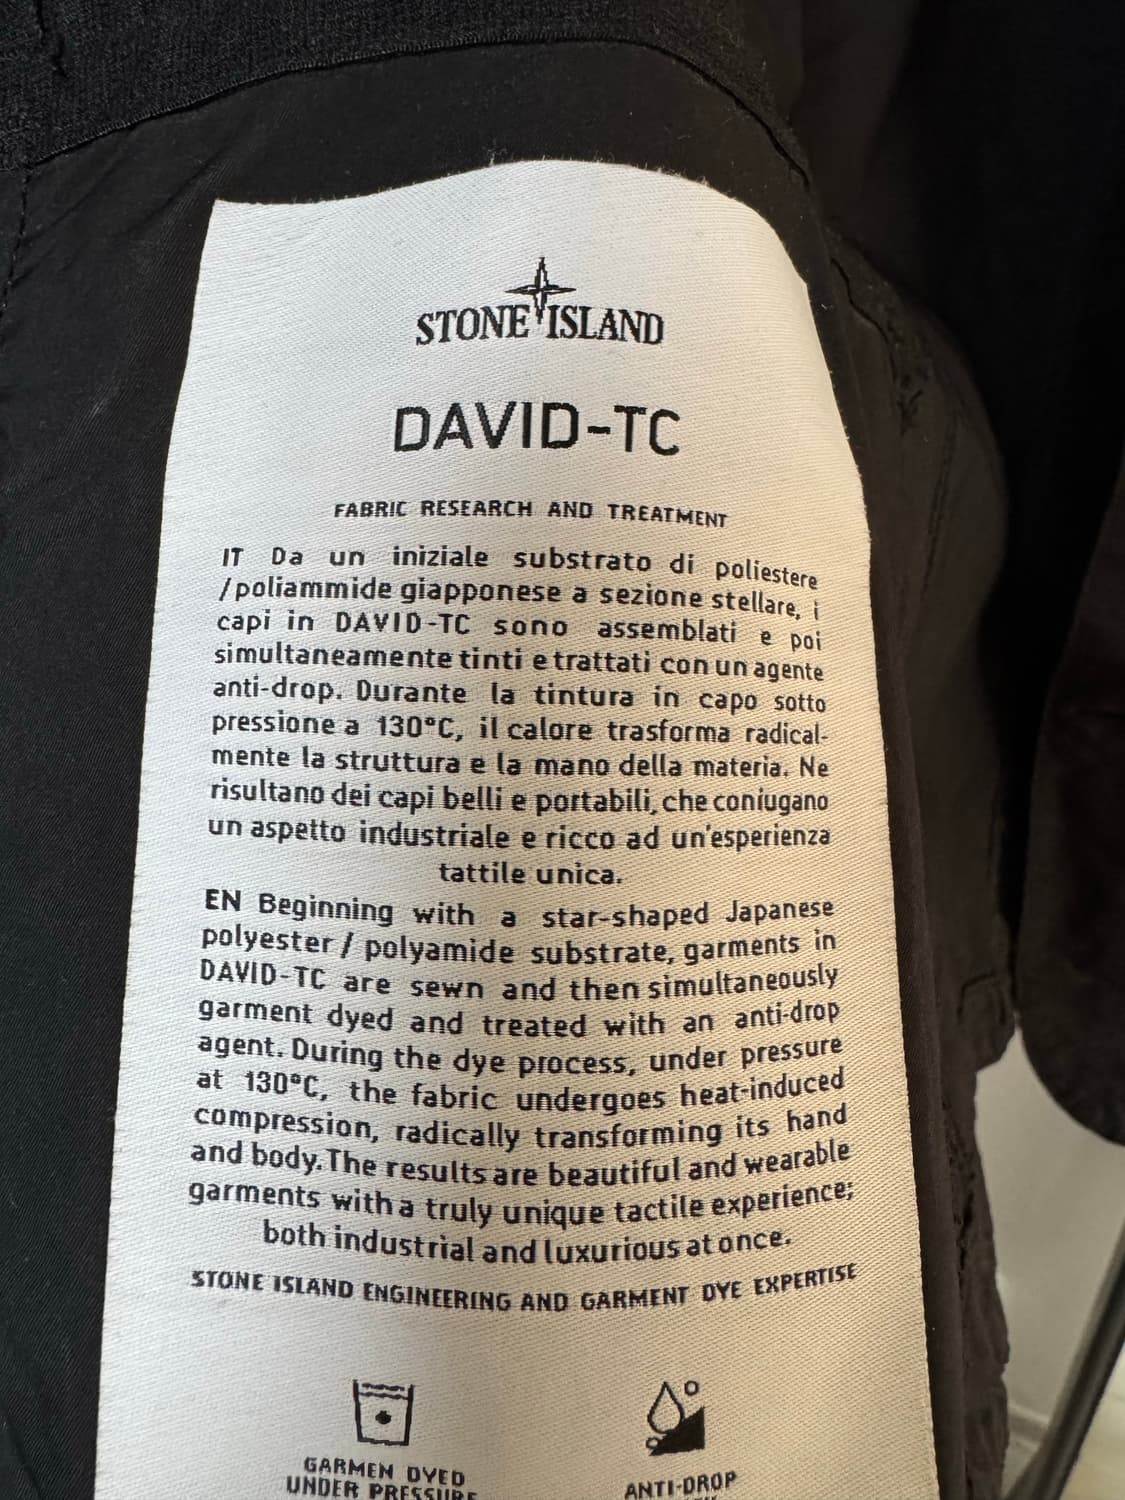 STONE ISLAND
DAVID-TC
FABRIC RESEARCH AND TREATMENT
IT Da un iniziale substrato di poliestere
/poliammide giapponese a sezione stellare, i
capi in DAVID-TC sono assemblati e poi
simultaneamente tinti e trattati con un agente
anti-drop. Durante la tintura in capo sotto
pressione a 130°C, il calore trasforma radical-
mente la struttura e la mano della materia. Ne
risultano dei capi belli e portabili, che coniugano
un aspetto industriale e ricco ad un'esperienza
tattile unica.
EN Beginning with a star-shaped Japanese
polyester / polyamide substrate, garments in
DAVID-TC are sewn and then simultaneously
garment dyed and treated with an anti-drop
agent. During the dye process, under pressure
at 130°C, the fabric undergoes heat-induced
compression, radically transforming its hand
and body. The results are beautiful and wearable
garments with a truly unique tactile experience;
both industrial and luxurious at once.
STONE ISLAND ENGINEERING AND GARMENT DYE EXPERTISE
GARMEN DYED
UNDER PRESSURE
ANTI-DROP